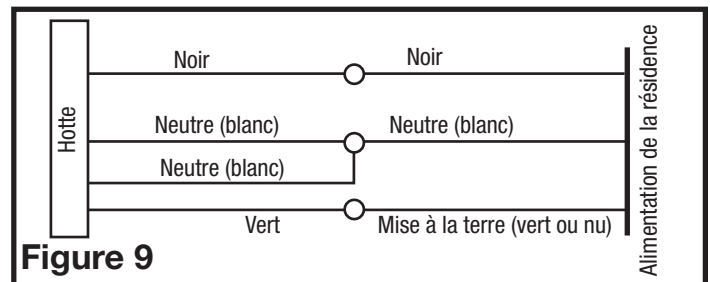 Hotte
Noir
Noir
Neutre (blanc)
Neutre (blanc)
Neutre (blanc)
Vert
Mise à la terre (vert ou nu)
Alimentation de la résidence
Figure 9